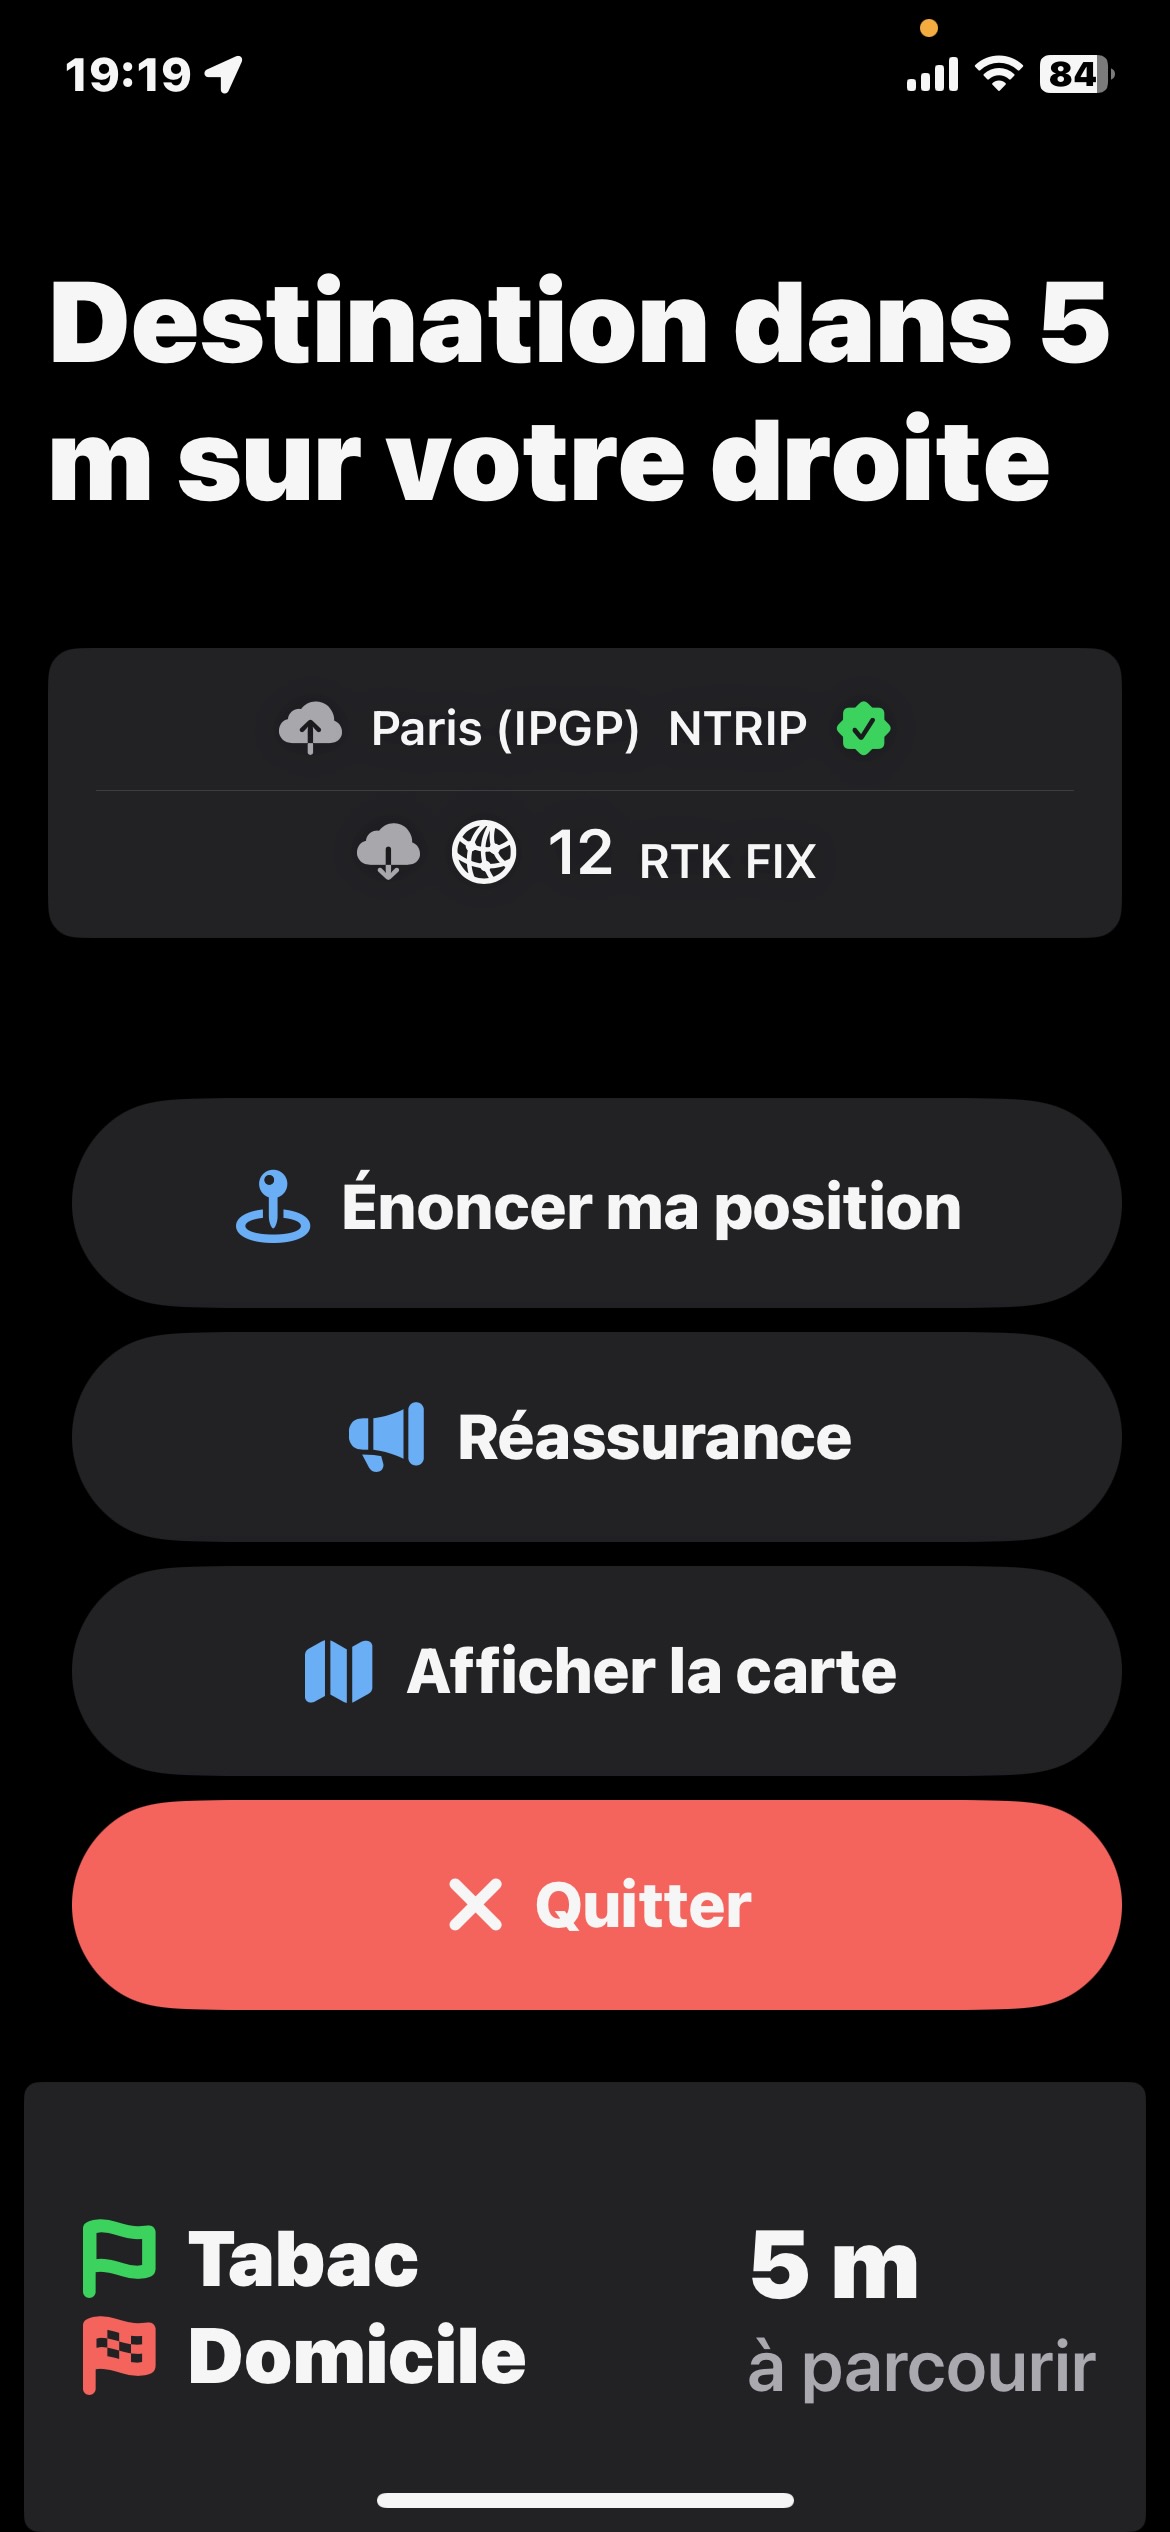 19:19
84
Destination dans 5
m sur votre droite
Paris (IPGP) NTRIP
12 RTK FIX
Énoncer ma position
Réassurance
Afficher la carte
Quitter
Tabac
Domicile
5 m
à parcourir